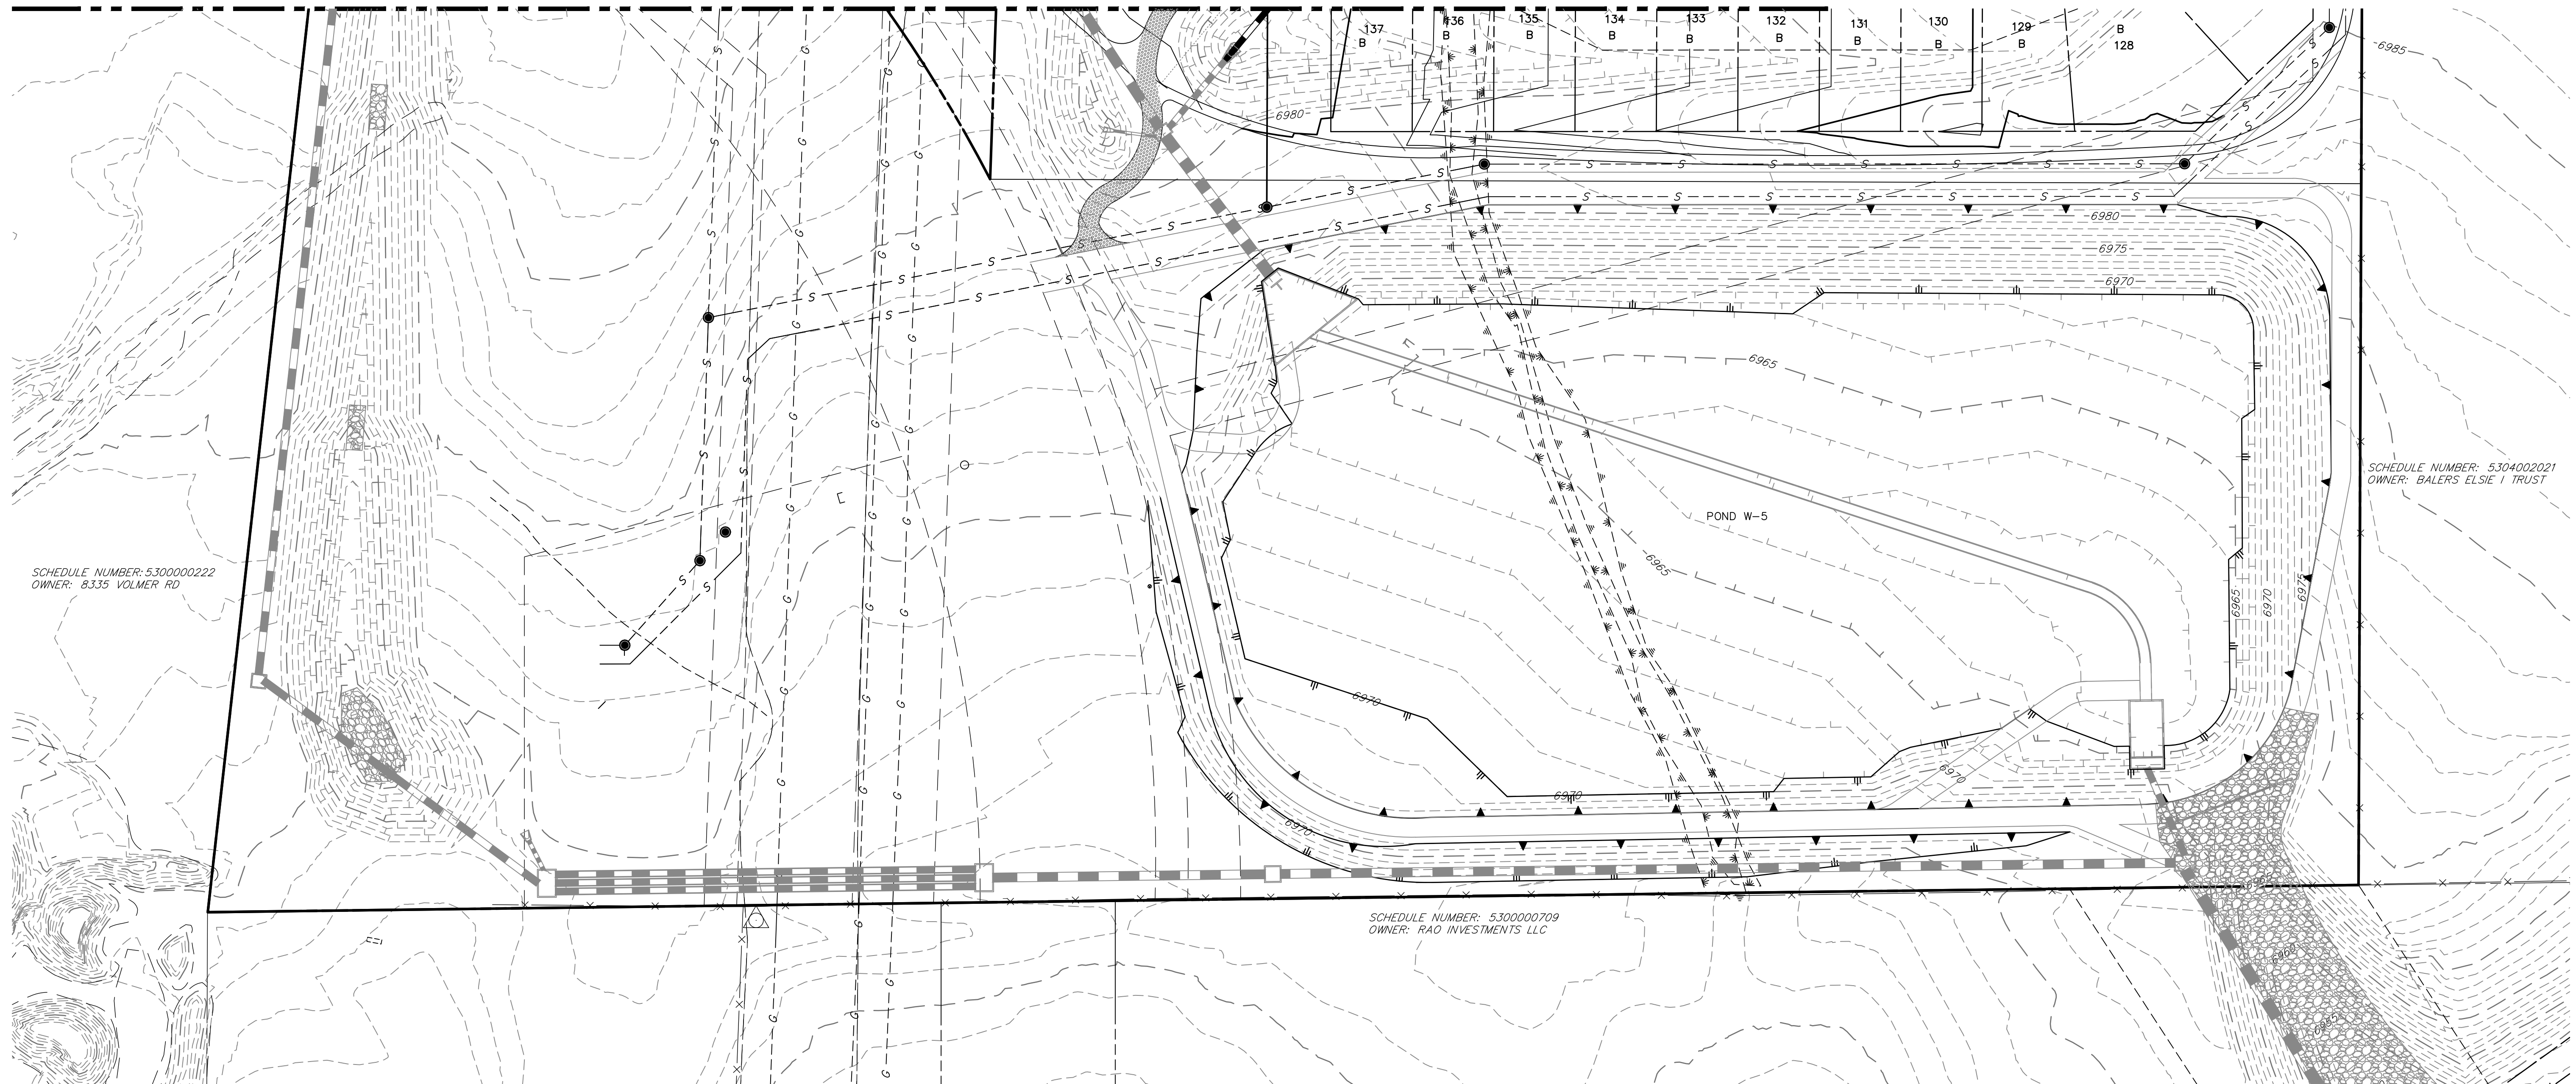 137
B
136
B
135
B
134
B
133
B
132
B
131
B
130
B
129
B
B
128
6985
6980
S
S
S
S
S
S
S
G
G
G
G
6980
6975
6970
6965
SCHEDULE NUMBER: 5304002021
OWNER: BALERS ELSIE I TRUST
POND W-5
SCHEDULE NUMBER: 5300000222
OWNER: 8335 VOLMER RD
6965
6965
6970
6975
6970
6970
6970
6970
SCHEDULE NUMBER: 5300000709
OWNER: RAO INVESTMENTS LLC
6960
6955